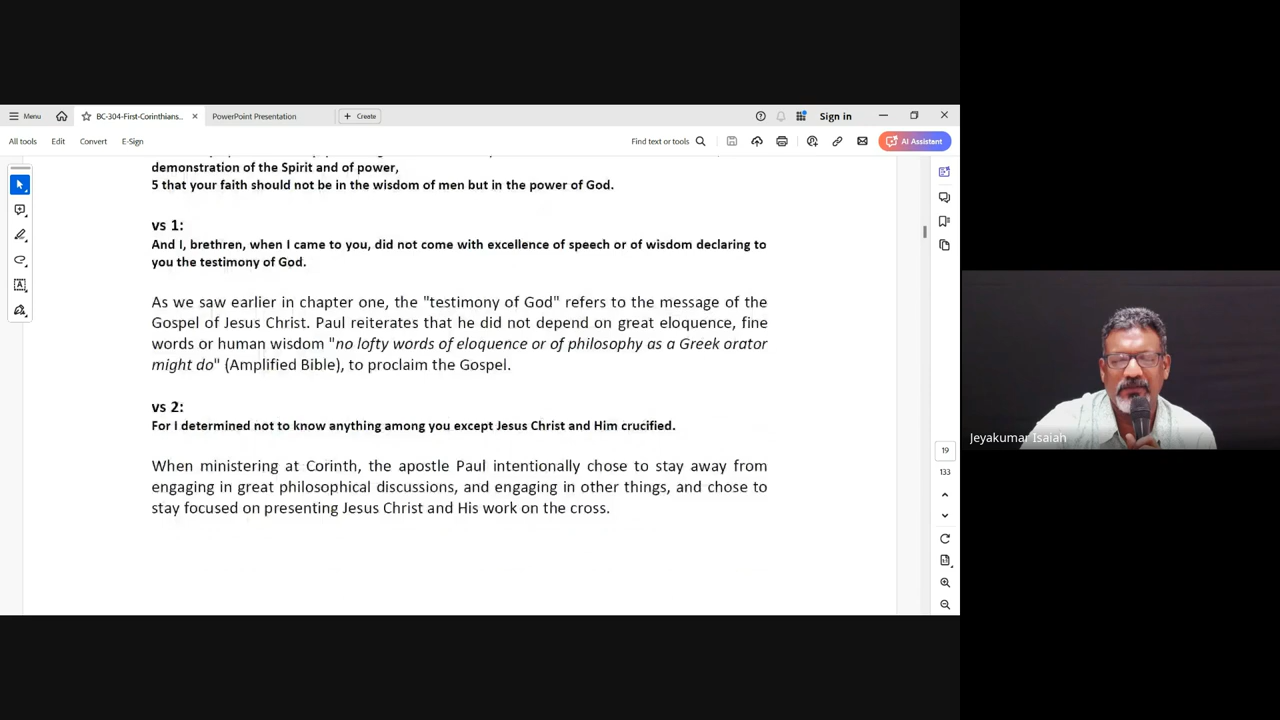 Menu
BC-304-First-Corinthians...
PowerPoint Presentation
Create
Sign in
All tools
Edit
Convert
E-Sign
Find text or tools
AI Assistant
demonstration of the Spirit and of power,
5 that your faith should not be in the wisdom of men but in the power of God.
vs 1:
And I, brethren, when I came to you, did not come with excellence of speech or of wisdom declaring to
you the testimony of God.
As we saw earlier in chapter one, the "testimony of God" refers to the message of the
Gospel of Jesus Christ. Paul reiterates that he did not depend on great eloquence, fine
words or human wisdom "no lofty words of eloquence or of philosophy as a Greek orator
might do" (Amplified Bible), to proclaim the Gospel.
vs 2:
For I determined not to know anything among you except Jesus Christ and Him crucified.
When ministering at Corinth, the apostle Paul intentionally chose to stay away from
engaging in great philosophical discussions, and engaging in other things, and chose to
stay focused on presenting Jesus Christ and His work on the cross.
19
133
Jeyakumar Isaiah